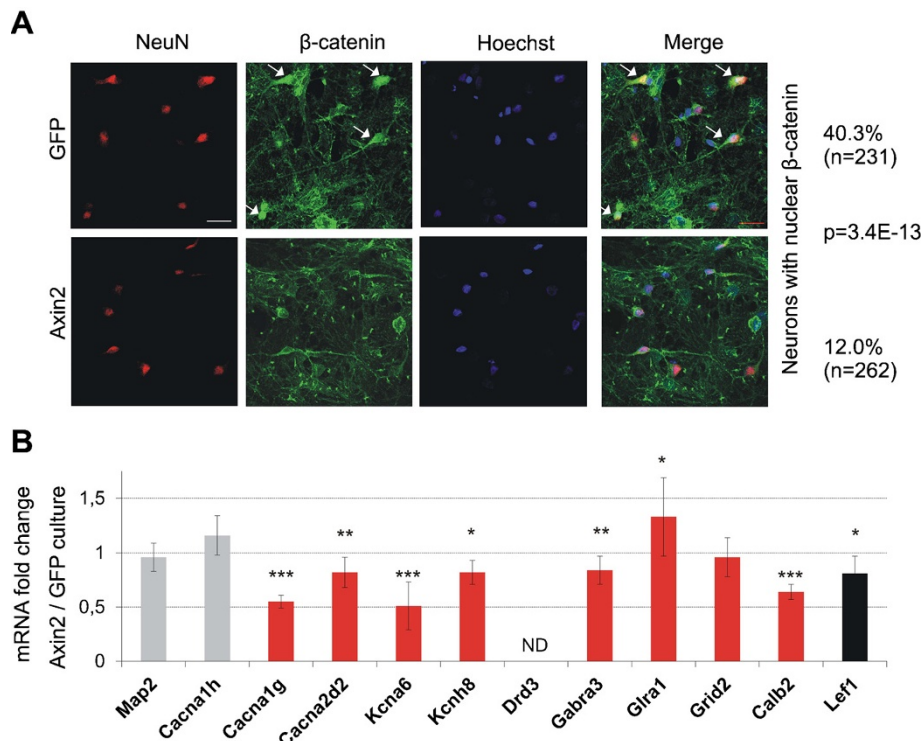 A
NeuN β-catenin Hoechst Merge
GFP
Axin2
Neurons with nuclear β-catenin
40.3%
(n=231)
p=3.4E-13
12.0%
(n=262)
B
mRNA fold change
Axin2 / GFP culture
1,5
1
0,5
0
***
**
***
*
ND
**
*
***
*
Map2
Cacna1h
Cacna1g
Cacna2d2
Kcna6
Kcnh8
Drd3
Gabra3
Glra1
Grid2
Calb2
Lef1